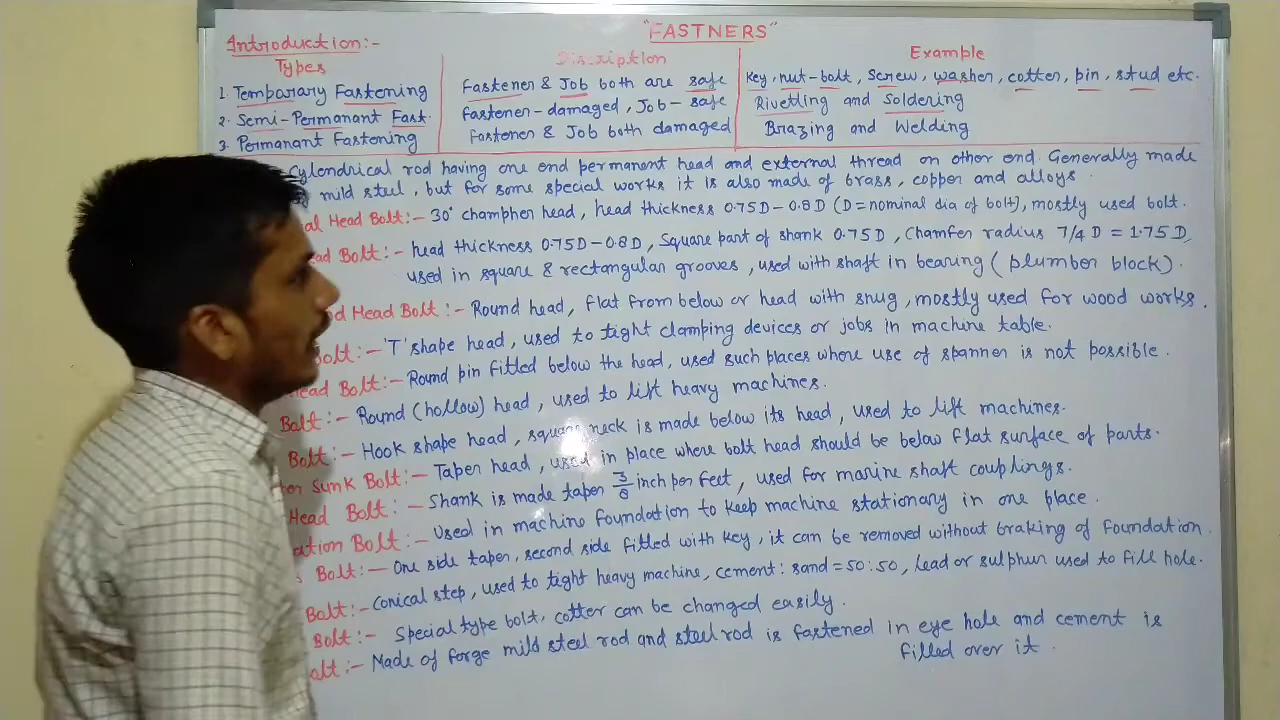 "FASTNERS"
Introduction:-
Types Discription Example
1. Temparary Fastening Fastener & Job both are safe Key, nut-bolt, Screw, washer, cotter, pin, stud etc.
2. Semi-Permanant Fast. fastener-damaged, Job- safe Rivetting and Soldering
3. Permanant Fastening Fastener & Job both damaged Brazing and Welding
Cylondrical rod having one end permanent head and external thread on other end. Generally made
mild steel, but for some special works it is also made of brass, copper and alloys.
al Head Bolt:- 30° champher head, head thickness 0.75D-0.8D (D=nominal dia of bolt), mostly used bolt.
ead Bolt:- head thickness 0.75D-0.8D, Square part of shank 0.75D, Chamfer radius 7/4 D = 1.75D,
used in square & rectangular grooves, used with shaft in bearing (plumber block).
d Head Bolt:- Round head, flat from below or head with snug, mostly used for wood works.
Bolt:- 'T' shape head, used to tight clamping devices or jobs in machine table.
Head Bolt:- Round pin fitted below the head, used such places where use of spanner is not possible.
Bolt:- Round (hollow) head, used to lift heavy machines.
Bolt:- Hook shape head, square neck is made below its head, used to lift machines.
ter Sunk Bolt:- Taper head, used in place where bolt head should be below flat surface of parts.
Head Bolt:- Shank is made taper 3/8 inch per feet, used for marine shaft couplings.
ation Bolt:- Used in machine foundation to keep machine stationary in one place.
s Bolt:- One side taper, second side fitted with key, it can be removed without braking of foundation.
Bolt:- Conical step, used to tight heavy machine, cement: sand = 50:50, lead or sulphur used to fill hole.
Bolt:- Special type bolt, cotter can be changed easily.
olt:- Made of forge mild steel rod and steel rod is fastened in eye hole and cement is
filled over it.